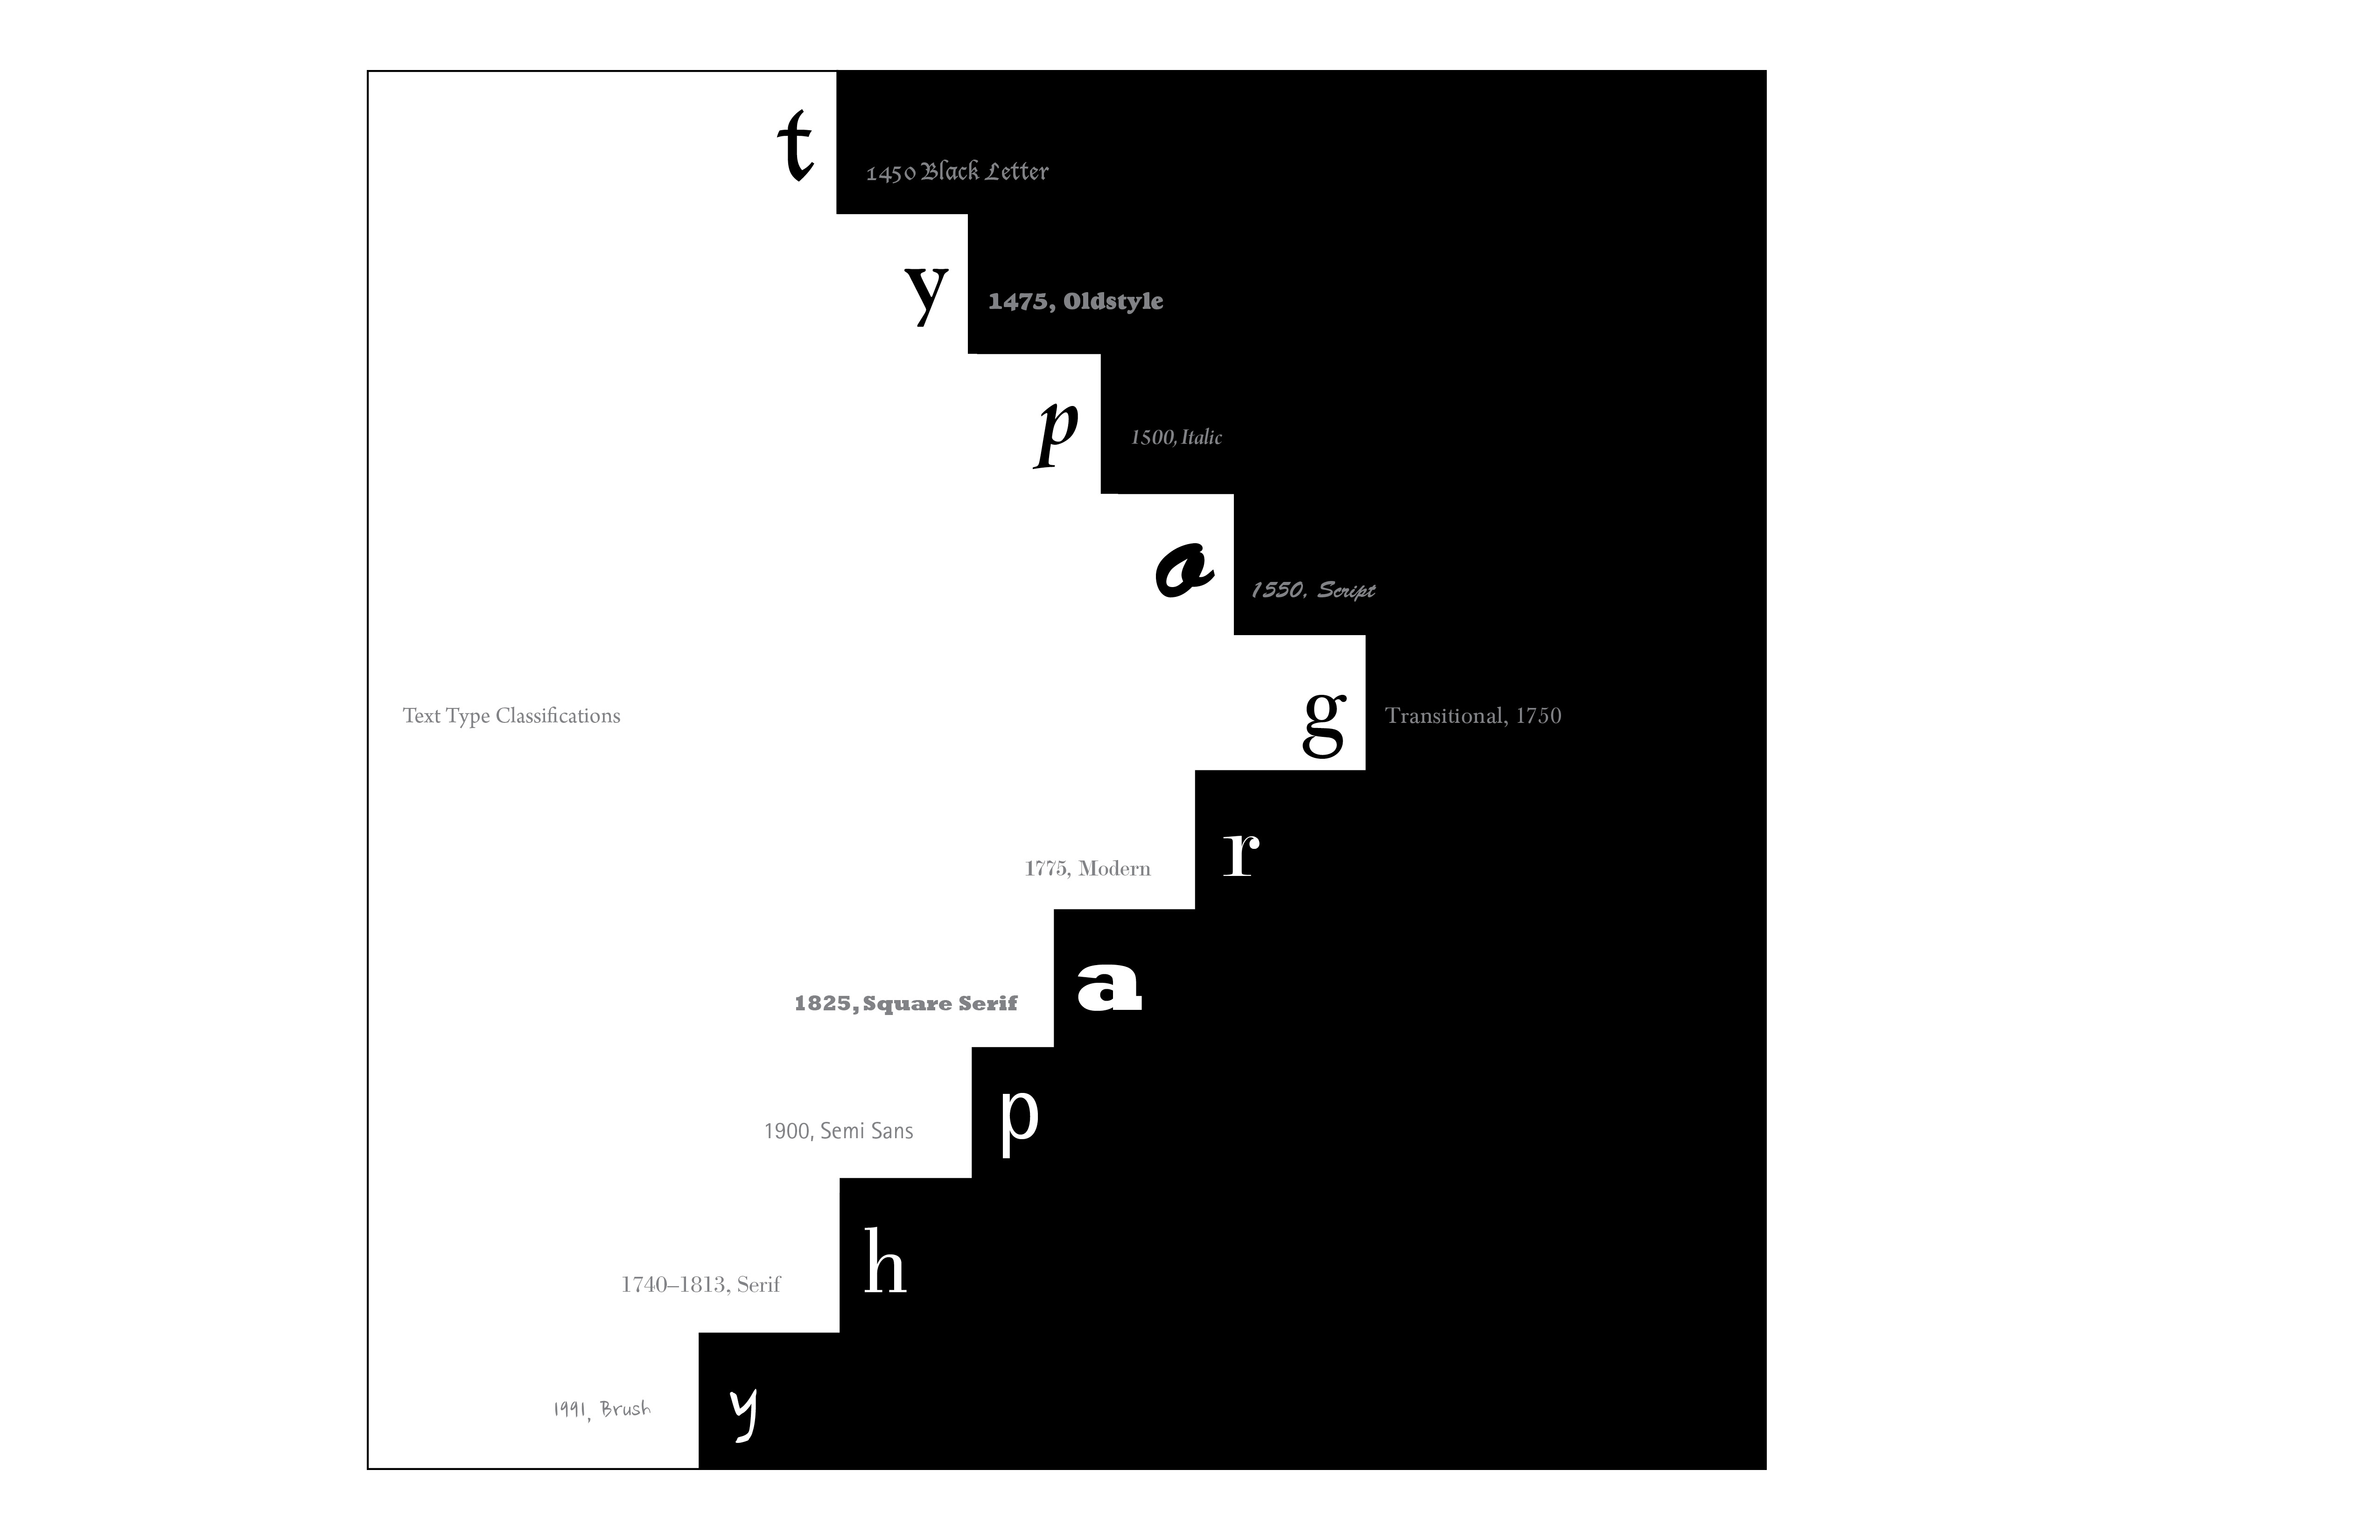 t
1450 Black Letter
y
1475, Oldstyle
p
1500, Italic
o
1550, Script
Text Type Classifications
g
Transitional, 1750
1775, Modern
r
1825, Square Serif
a
1900, Semi Sans
p
1740–1813, Serif
h
1991, Brush
y